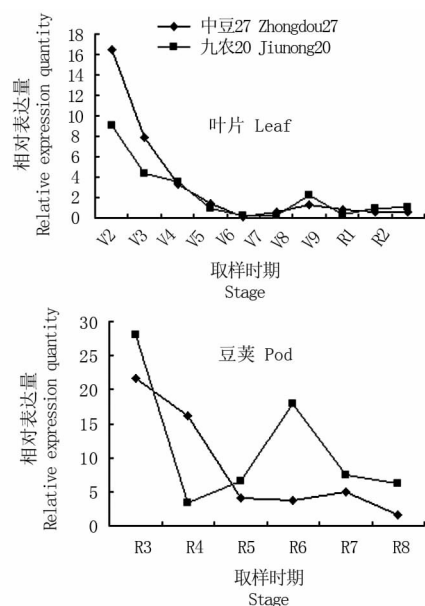 中豆27 Zhongdou27
九农20 Jiunong20
叶片 Leaf
相对表达量
Relative expression quantity
18
16
14
12
10
8
6
4
2
0
V2
V3
V4
V5
V6
V7
V8
V9
R1
R2
取样时期
Stage
豆荚 Pod
相对表达量
Relative expression quantity
30
25
20
15
10
5
0
R3
R4
R5
R6
R7
R8
取样时期
Stage